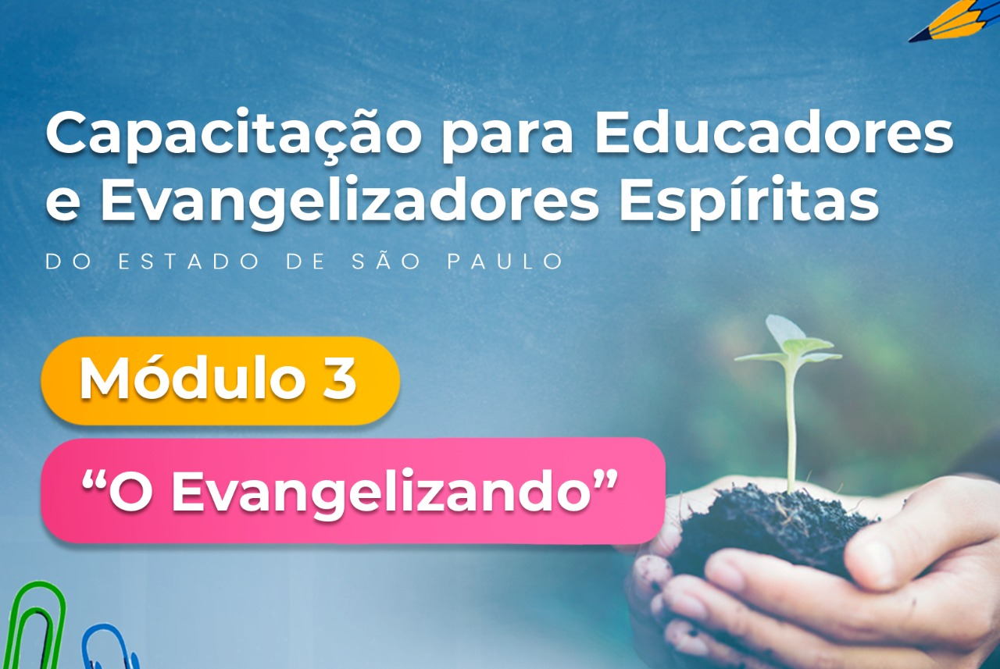 Capacitação para Educadores
e Evangelizadores Espíritas
DO ESTADO DE SÃO PAULO
Módulo 3
“O Evangelizando”